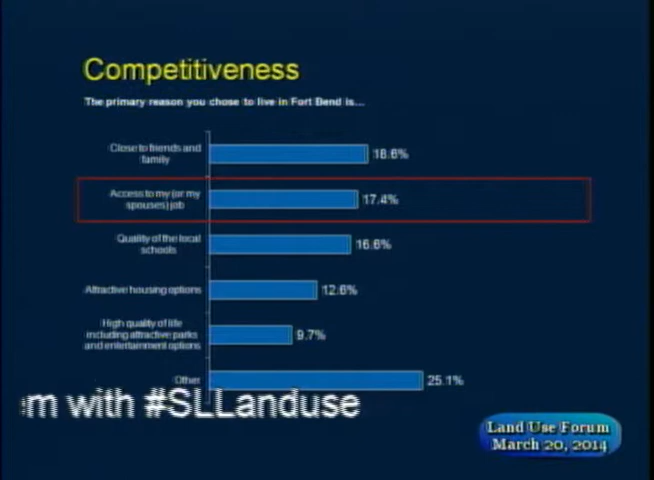 Competitiveness
The primary reason you chose to live in Fort Bend is...
Close to friends and
family
18.6%
Access to my (or my
spouses) job
17.4%
Quality of the local
schools
16.6%
Attractive housing options
12.6%
High quality of life
including attractive parks
and entertainment options
9.7%
Other
25.1%
m with #SLLanduse
Land Use Forum
March 20, 2014